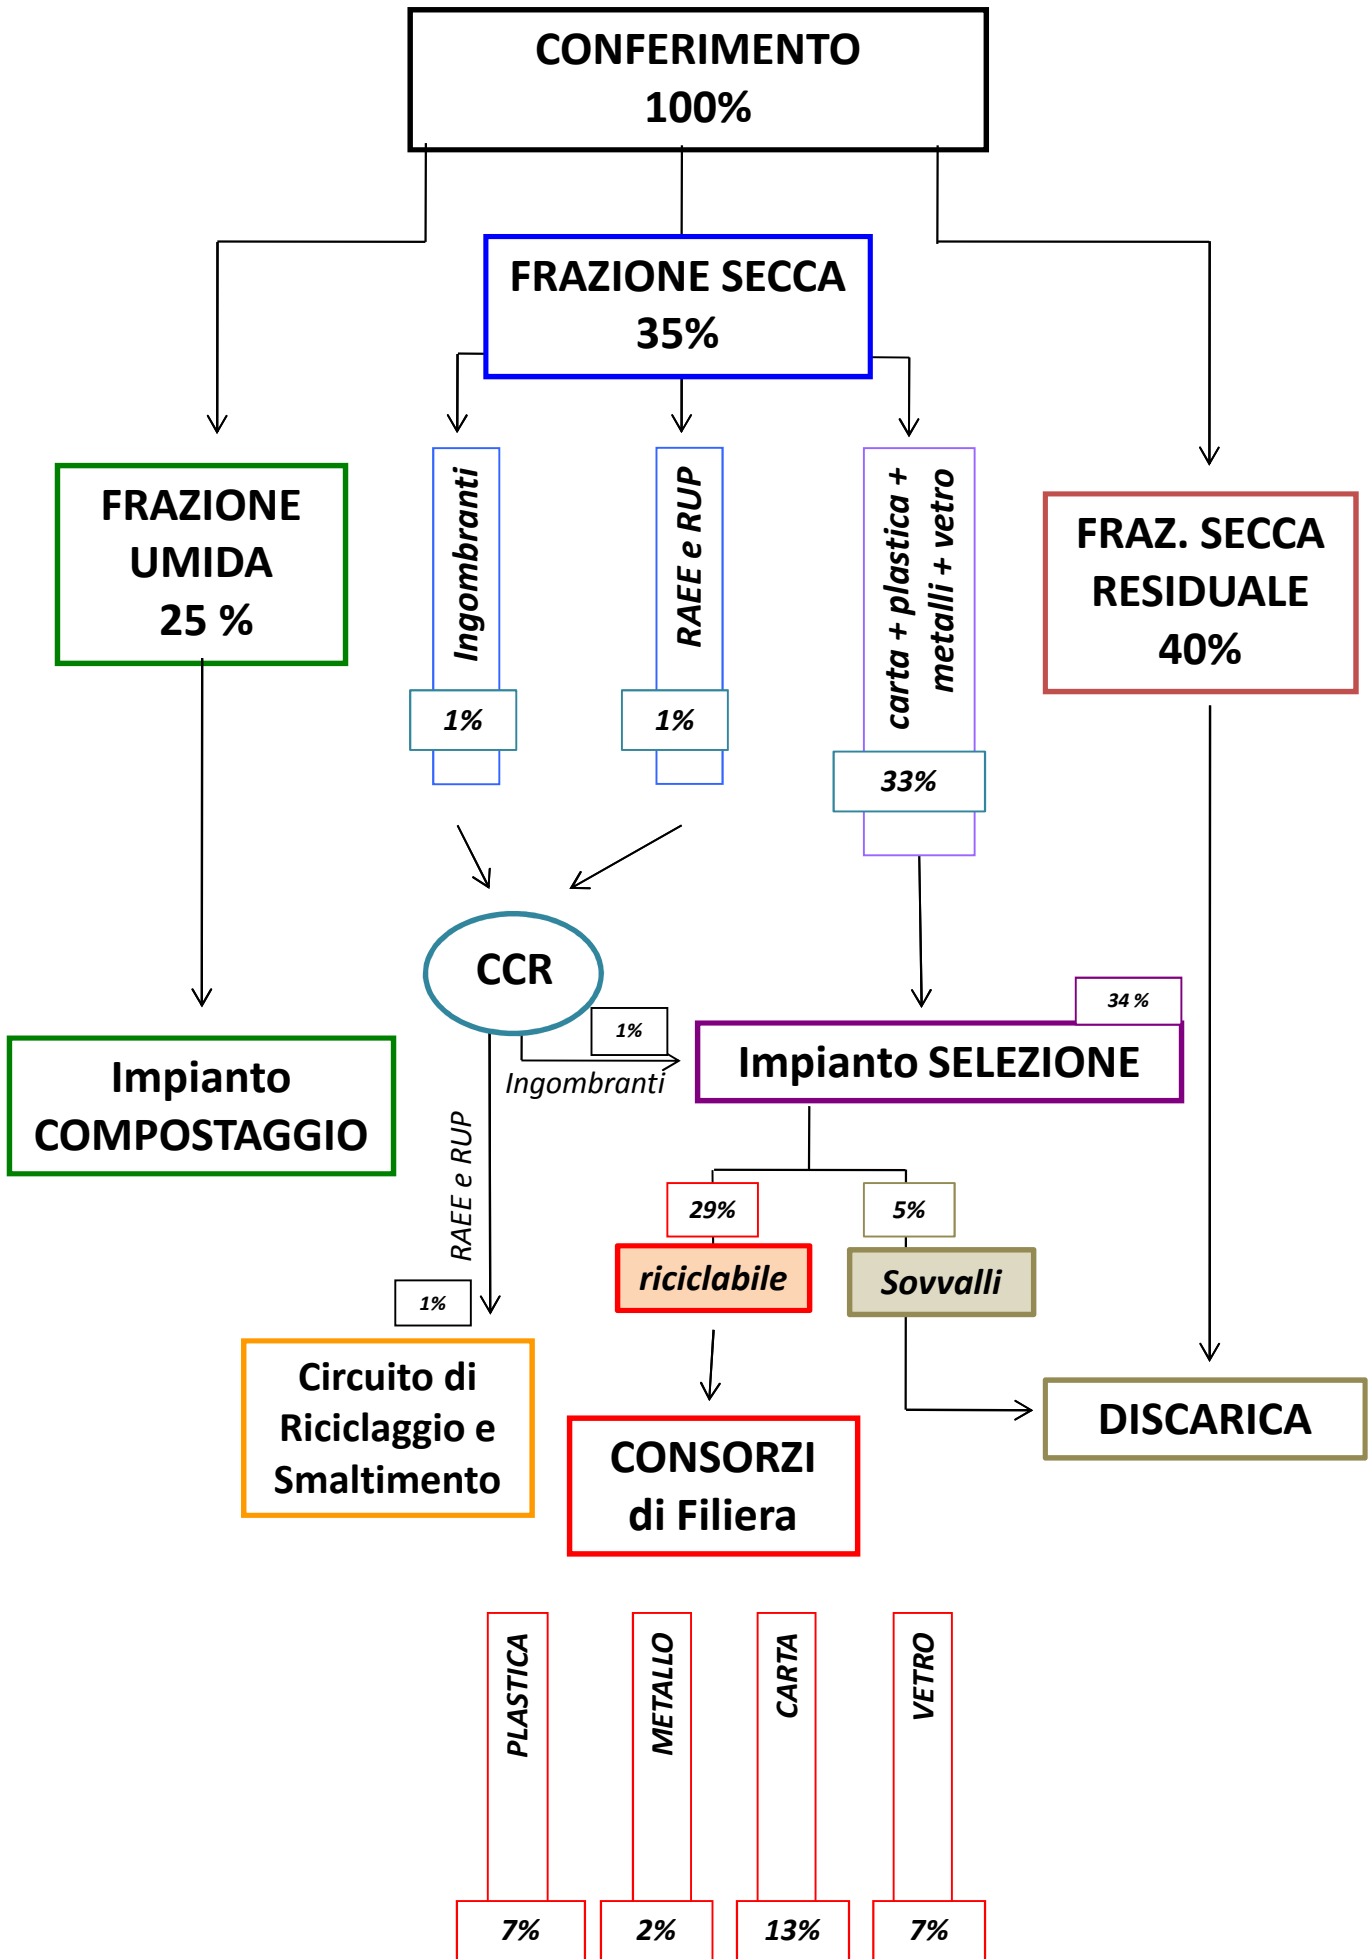 CONFERIMENTO
100%
FRAZIONE SECCA
35%
FRAZIONE
UMIDA
25 %
Ingombranti
1%
RAEE e RUP
1%
carta + plastica +
metalli + vetro
33%
FRAZ. SECCA
RESIDUALE
40%
CCR
1%
Ingombranti
34 %
Impianto SELEZIONE
Impianto
COMPOSTAGGIO
RAEE e RUP
1%
29%
riciclabile
5%
Sovvalli
Circuito di
Riciclaggio e
Smaltimento
CONSORZI
di Filiera
DISCARICA
PLASTICA
METALLO
CARTA
VETRO
7%
2%
13%
7%